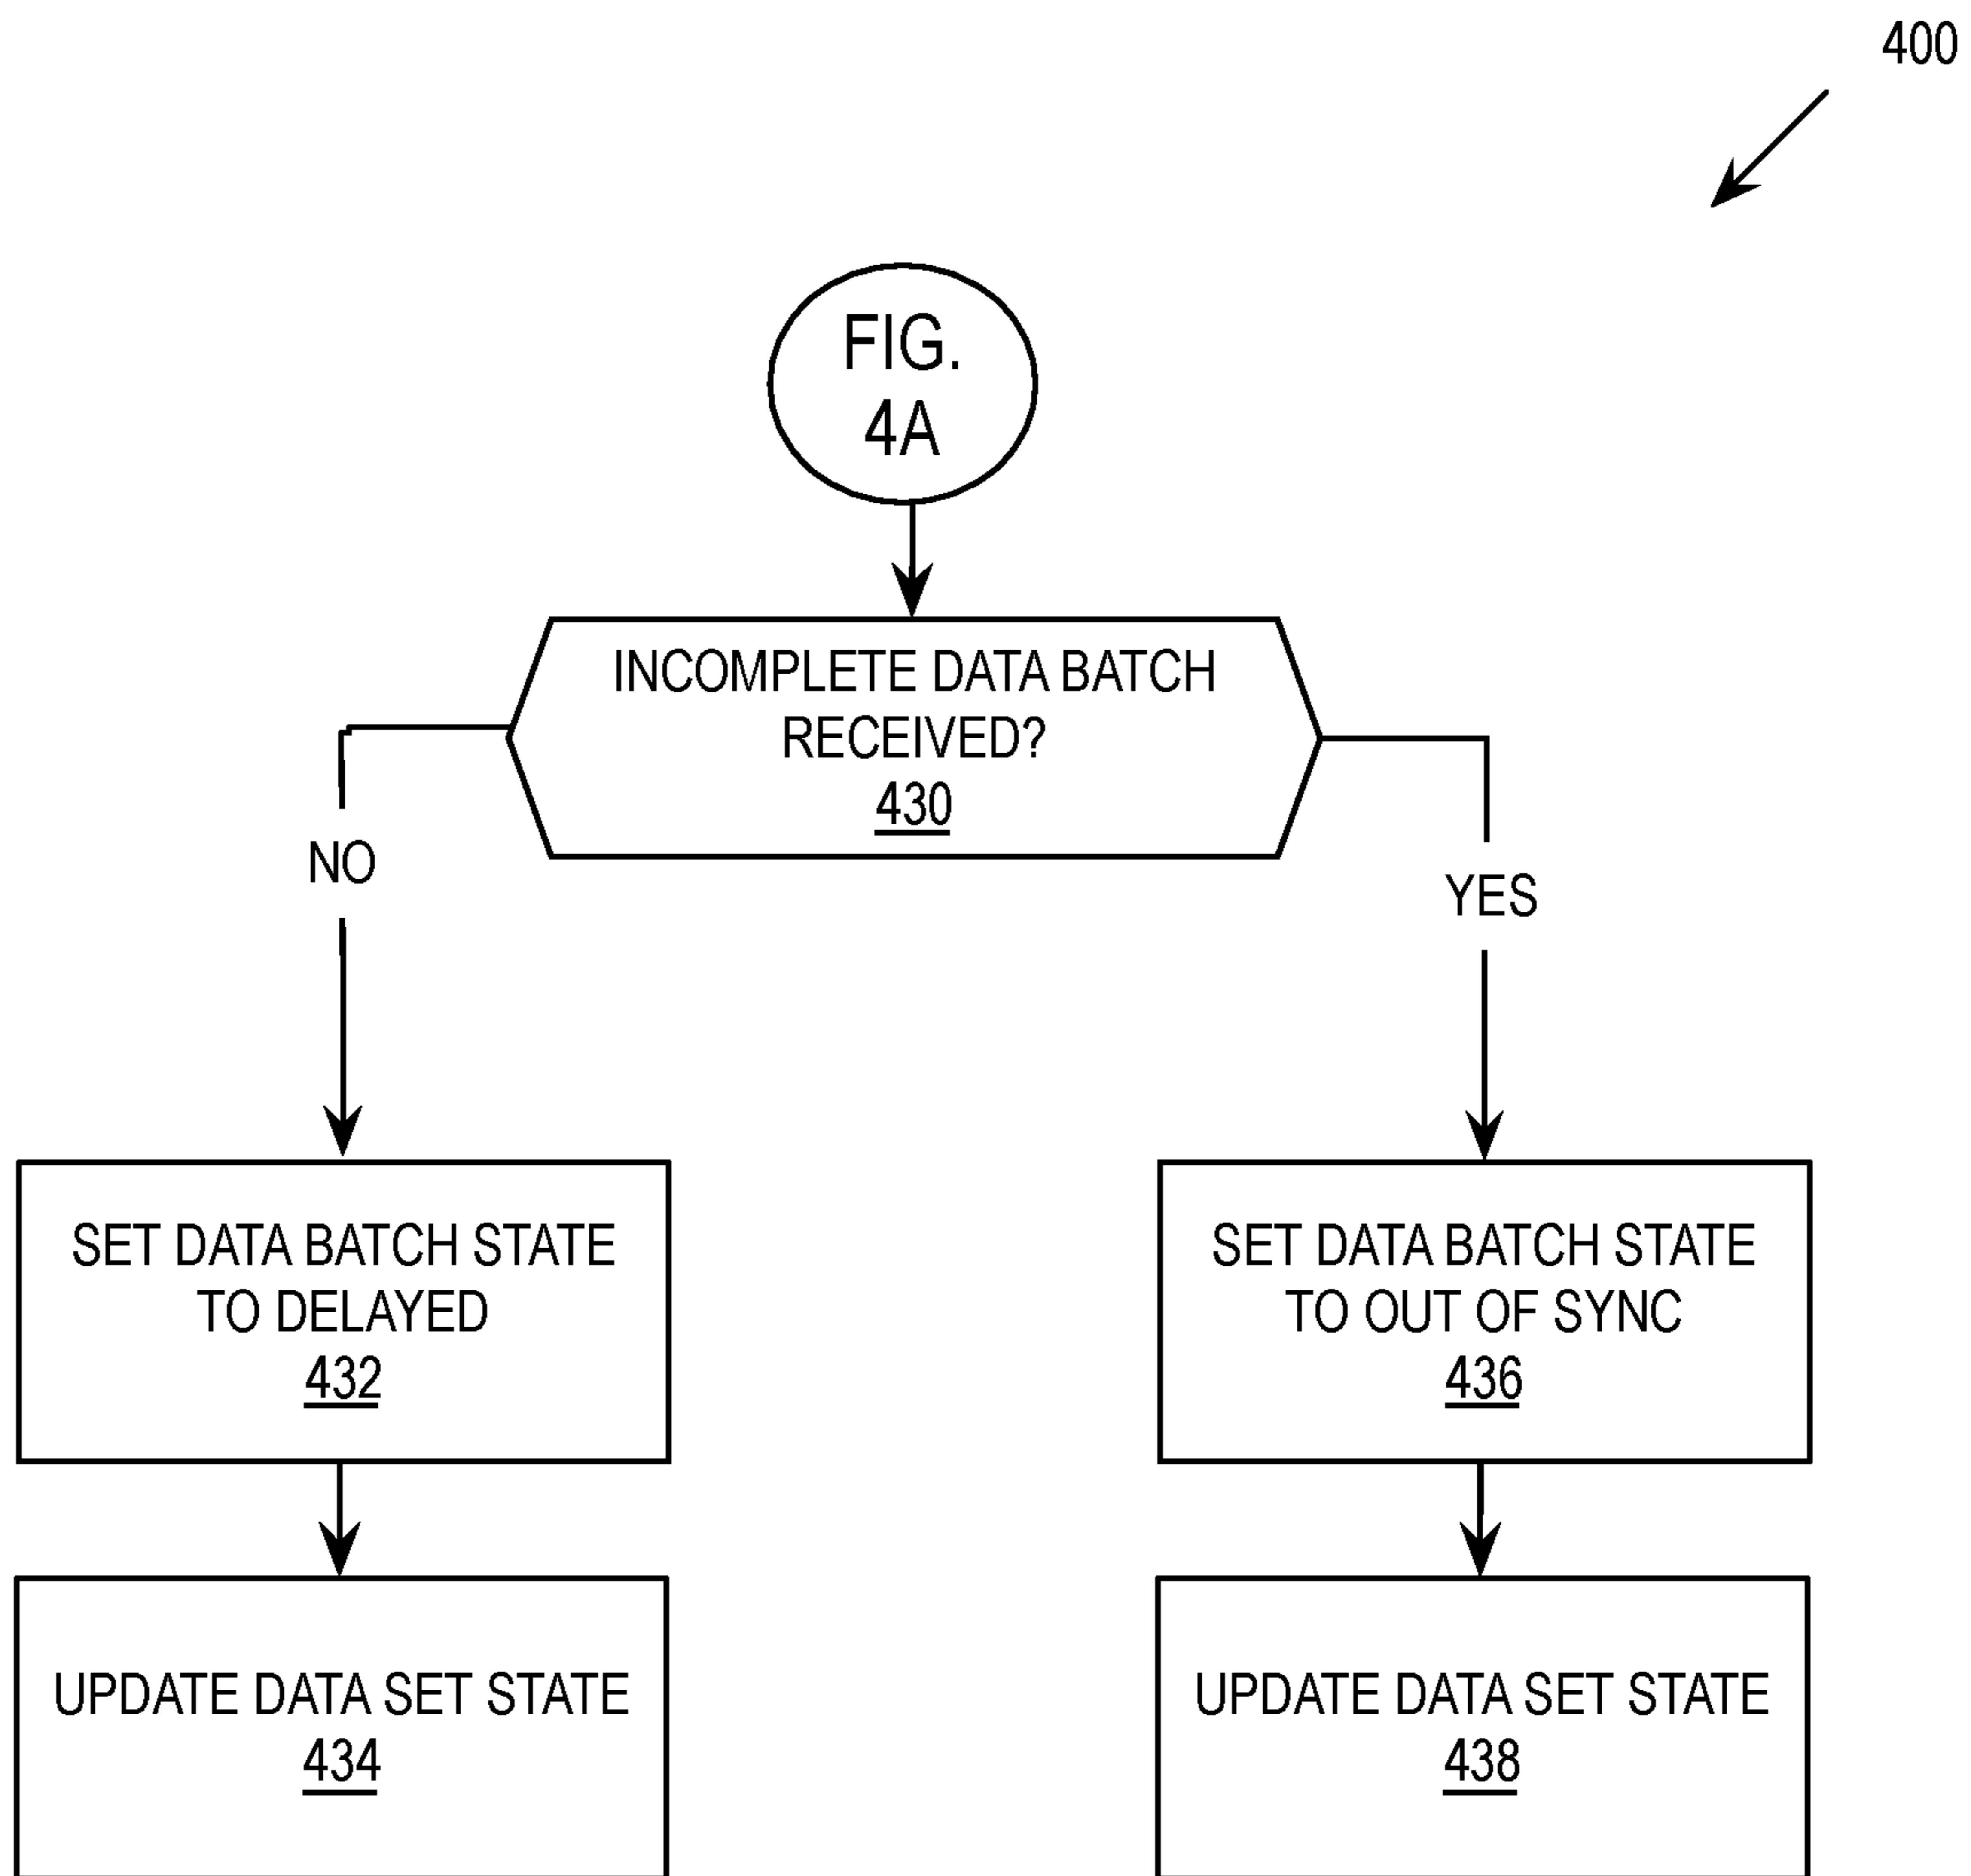 400
FIG.
4A
INCOMPLETE DATA BATCH
RECEIVED?
430
NO
YES
SET DATA BATCH STATE
TO DELAYED
432
SET DATA BATCH STATE
TO OUT OF SYNC
436
UPDATE DATA SET STATE
434
UPDATE DATA SET STATE
438